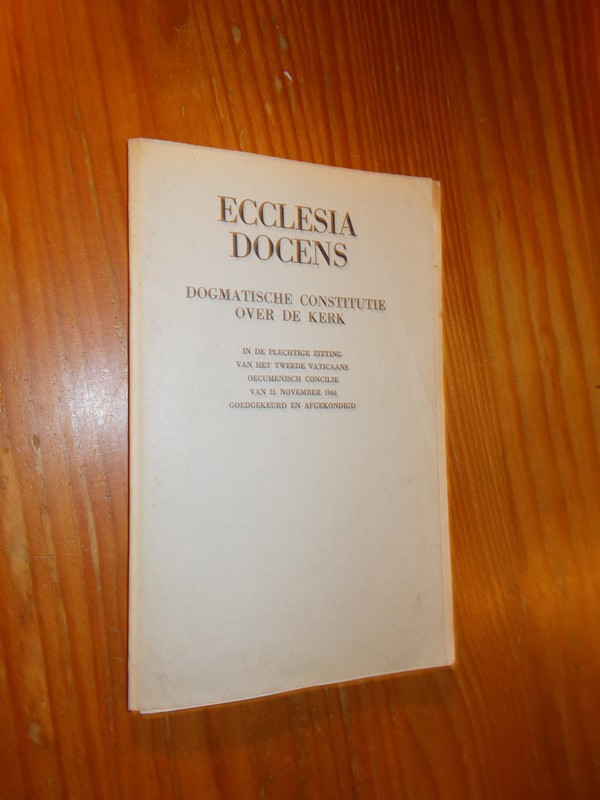 ECCLESIA
DOCENS
DOGMATISCHE CONSTITUTIE
OVER DE KERK
IN DE PLECHTIGE ZITTING
VAN HET TWEEDE VATICAANS
OECUMENISCH CONCILIE
VAN 21 NOVEMBER 1964
GOEDGEKEURD EN AFGEKONDIGD